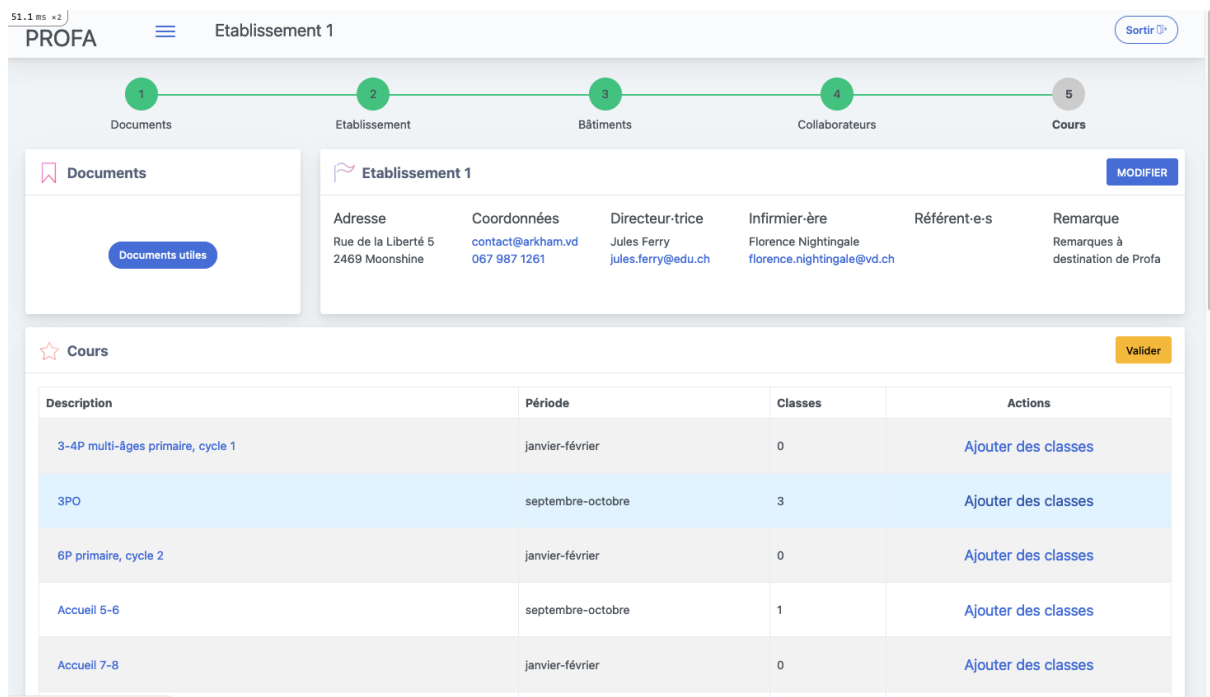 51.1 ms ×2
PROFA
Etablissement 1
Sortir
1
2
3
4
5
Documents
Etablissement
Bâtiments
Collaborateurs
Cours
Documents
Documents utiles
Etablissement 1
MODIFIER
Adresse
Rue de la Liberté 5
2469 Moonshine
Coordonnées
contact@arkham.vd
067 987 1261
Directeur·trice
Jules Ferry
jules.ferry@edu.ch
Infirmier·ère
Florence Nightingale
florence.nightingale@vd.ch
Référent·e·s
Remarque
Remarques à
destination de Profa
Cours
Valider
Description Période Classes Actions
3-4P multi-âges primaire, cycle 1 janvier-février 0 Ajouter des classes
3PO septembre-octobre 3 Ajouter des classes
6P primaire, cycle 2 janvier-février 0 Ajouter des classes
Accueil 5-6 septembre-octobre 1 Ajouter des classes
Accueil 7-8 janvier-février 0 Ajouter des classes